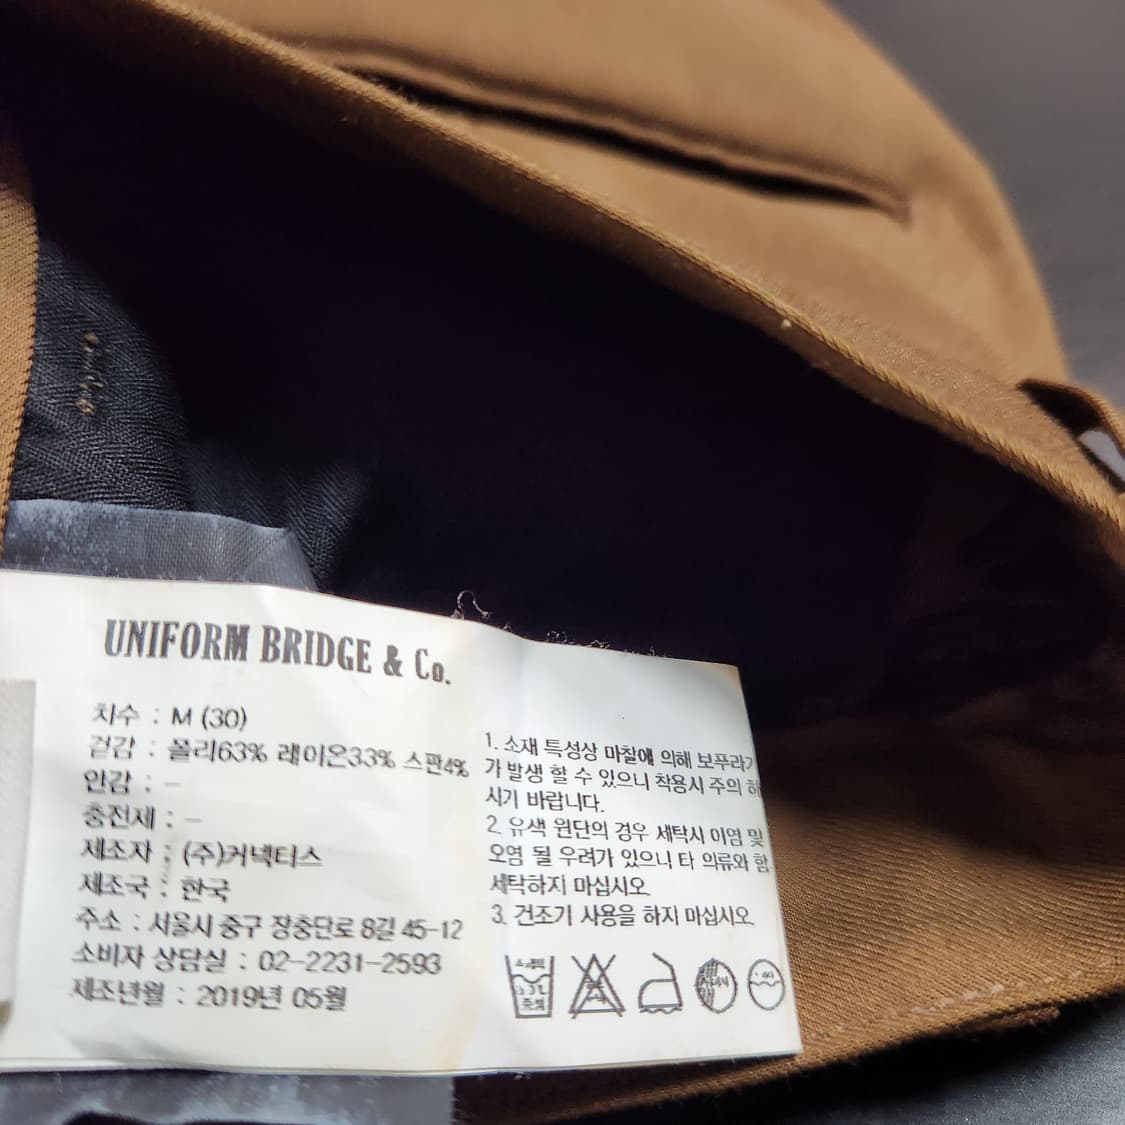 UNIFORM BRIDGE & Co.
치수 : M (30)
겉감 : 폴리63% 레이온33% 스판4%
안감 : -
충전재 : -
제조자 : (주)커넥티스
제조국 : 한국
주소 : 서울시 중구 장충단로 8길 45-12
소비자 상담실 : 02-2231-2593
제조년월 : 2019년 05월
1. 소재 특성상 마찰에 의해 보푸라기
가 발생 할 수 있으니 착용시 주의 하
시기 바랍니다.
2. 유색 원단의 경우 세탁시 이염 및
오염 될 우려가 있으니 타 의류와 함
세탁하지 마십시오
3. 건조기 사용을 하지 마십시오